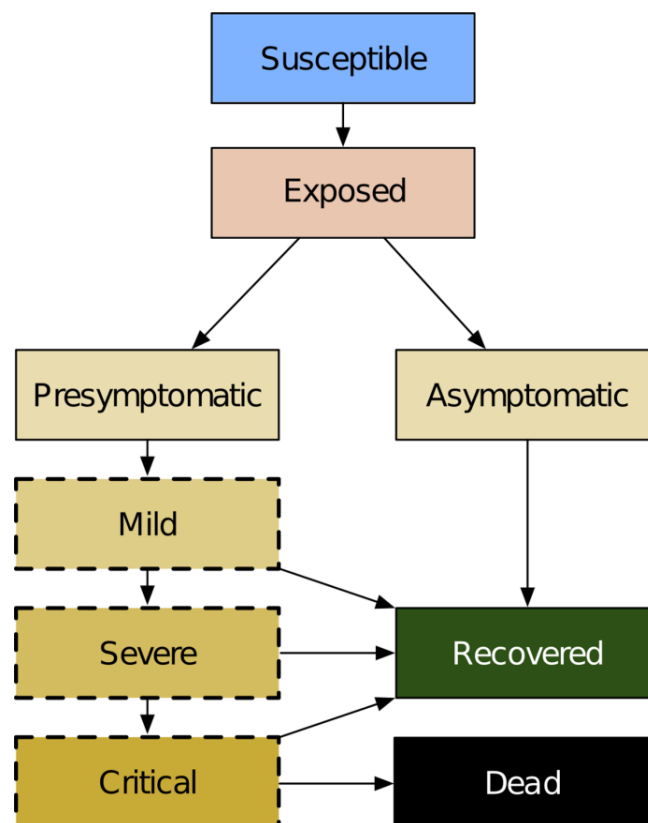 Susceptible
Exposed
Presymptomatic
Asymptomatic
Mild
Severe
Recovered
Critical
Dead